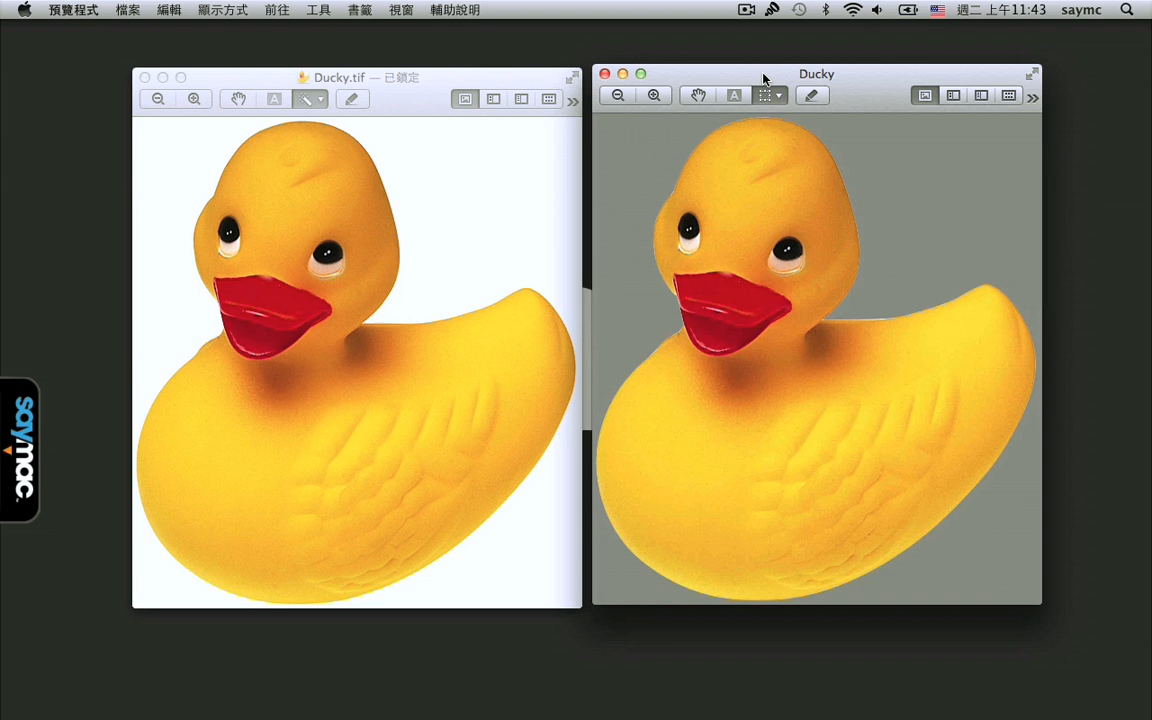 預覽程式 檔案 編輯 顯示方式 前往 工具 書籤 視窗 輔助說明 週二 上午11:43 saymc
Ducky.tif — 已鎖定
Ducky
A
A
saymac